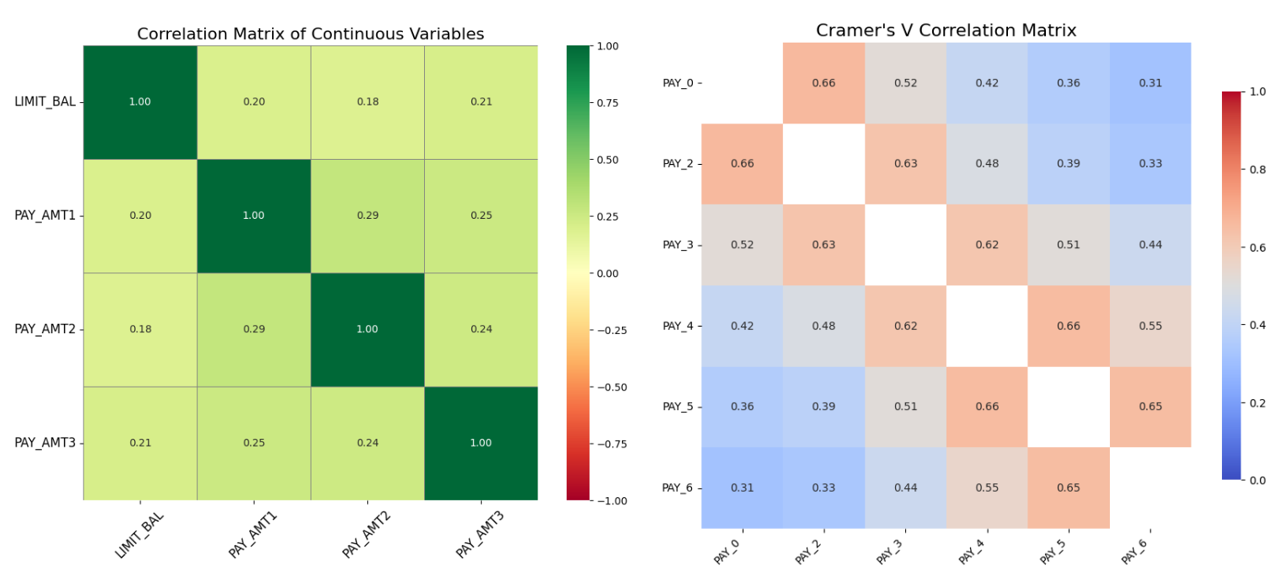 Correlation Matrix of Continuous Variables
LIMIT_BAL 1.00 0.20 0.18 0.21
PAY_AMT1 0.20 1.00 0.29 0.25
PAY_AMT2 0.18 0.29 1.00 0.24
PAY_AMT3 0.21 0.25 0.24 1.00
LIMIT_BAL PAY_AMT1 PAY_AMT2 PAY_AMT3
1.00
0.75
0.50
0.25
0.00
−0.25
−0.50
−0.75
−1.00
Cramer's V Correlation Matrix
PAY_0 0.66 0.52 0.42 0.36 0.31
PAY_2 0.66 0.63 0.48 0.39 0.33
PAY_3 0.52 0.63 0.62 0.51 0.44
PAY_4 0.42 0.48 0.62 0.66 0.55
PAY_5 0.36 0.39 0.51 0.66 0.65
PAY_6 0.31 0.33 0.44 0.55 0.65
PAY_0 PAY_2 PAY_3 PAY_4 PAY_5 PAY_6
1.0
0.8
0.6
0.4
0.2
0.0